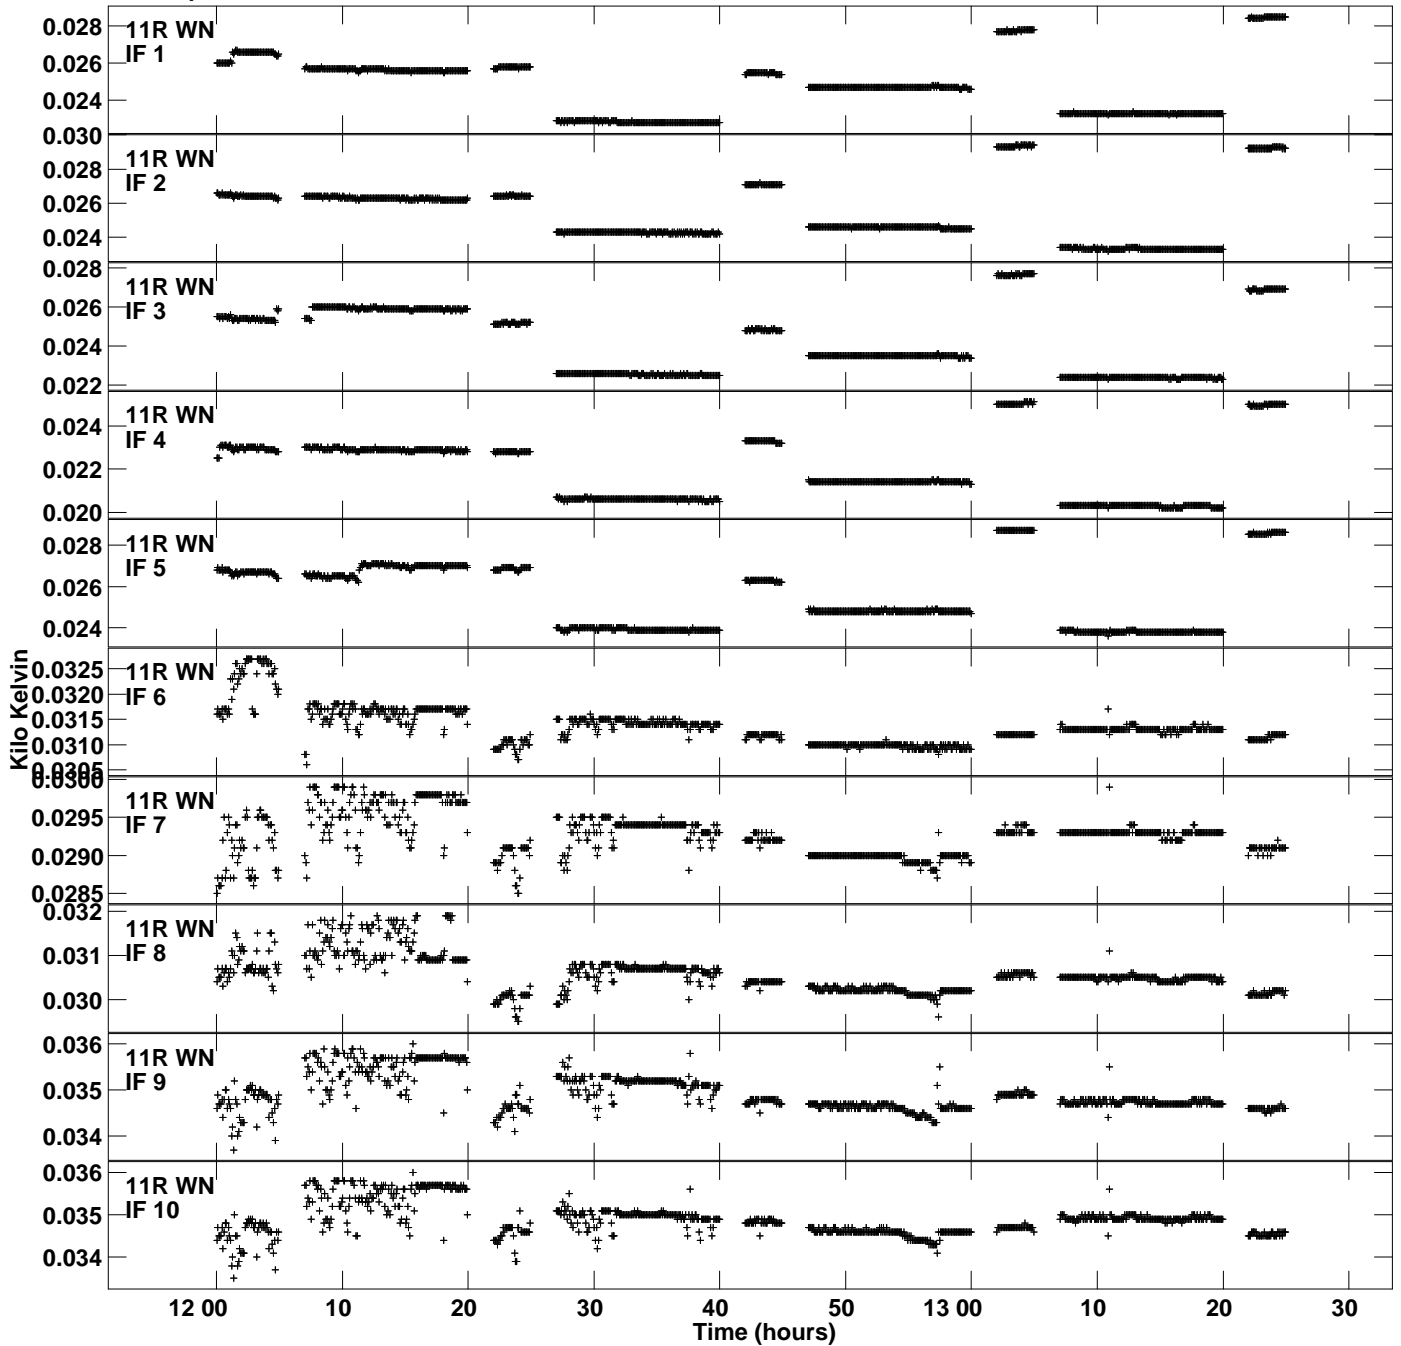 11R WN
IF 1
0.028
0.026
0.024
11R WN
IF 2
0.030
0.028
0.026
0.024
11R WN
IF 3
0.028
0.026
0.024
0.022
11R WN
IF 4
0.024
0.022
0.020
11R WN
IF 5
0.028
0.026
0.024
11R WN
IF 6
0.0325
0.0320
0.0315
0.0310
0.0305
11R WN
IF 7
0.0300
0.0295
0.0290
0.0285
11R WN
IF 8
0.032
0.031
0.030
11R WN
IF 9
0.036
0.035
0.034
11R WN
IF 10
0.036
0.035
0.034
Kilo Kelvin
12 00 10 20 30 40 50 13 00 10 20 30
Time (hours)